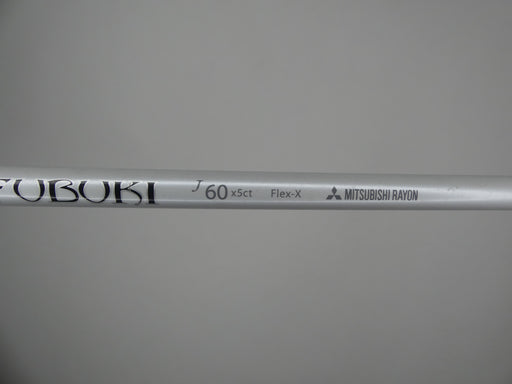 FUBUKI J 60 x5ct Flex-X MITSUBISHI RAYON